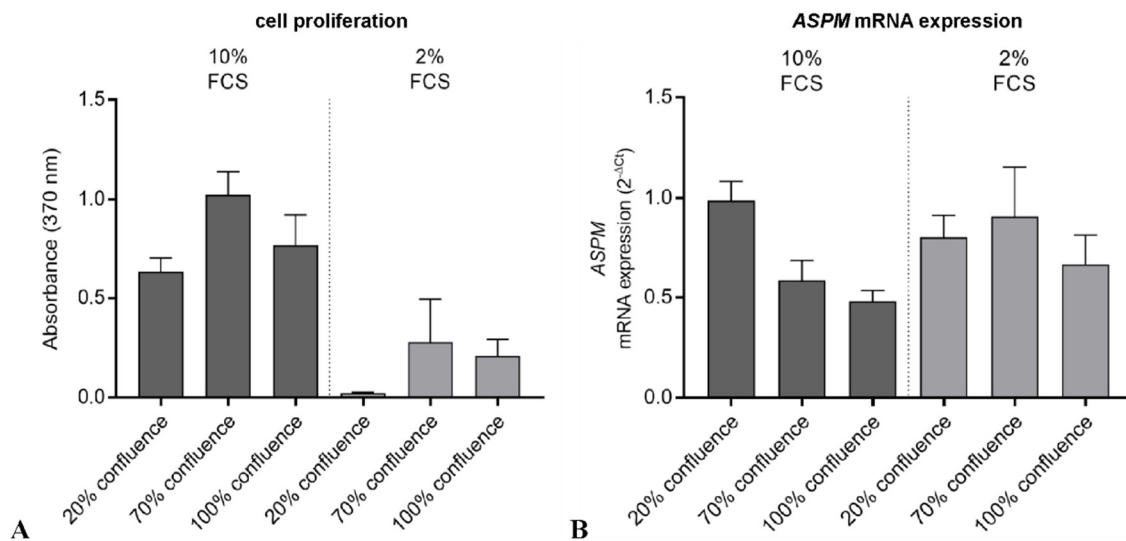 cell proliferation
10%
FCS
2%
FCS
Absorbance (370 nm)
1.5
1.0
0.5
0.0
20% confluence
70% confluence
100% confluence
20% confluence
70% confluence
100% confluence
A
ASPM mRNA expression
10%
FCS
2%
FCS
ASPM
mRNA expression (2^-ΔCt)
1.5
1.0
0.5
0.0
20% confluence
70% confluence
100% confluence
20% confluence
70% confluence
100% confluence
B